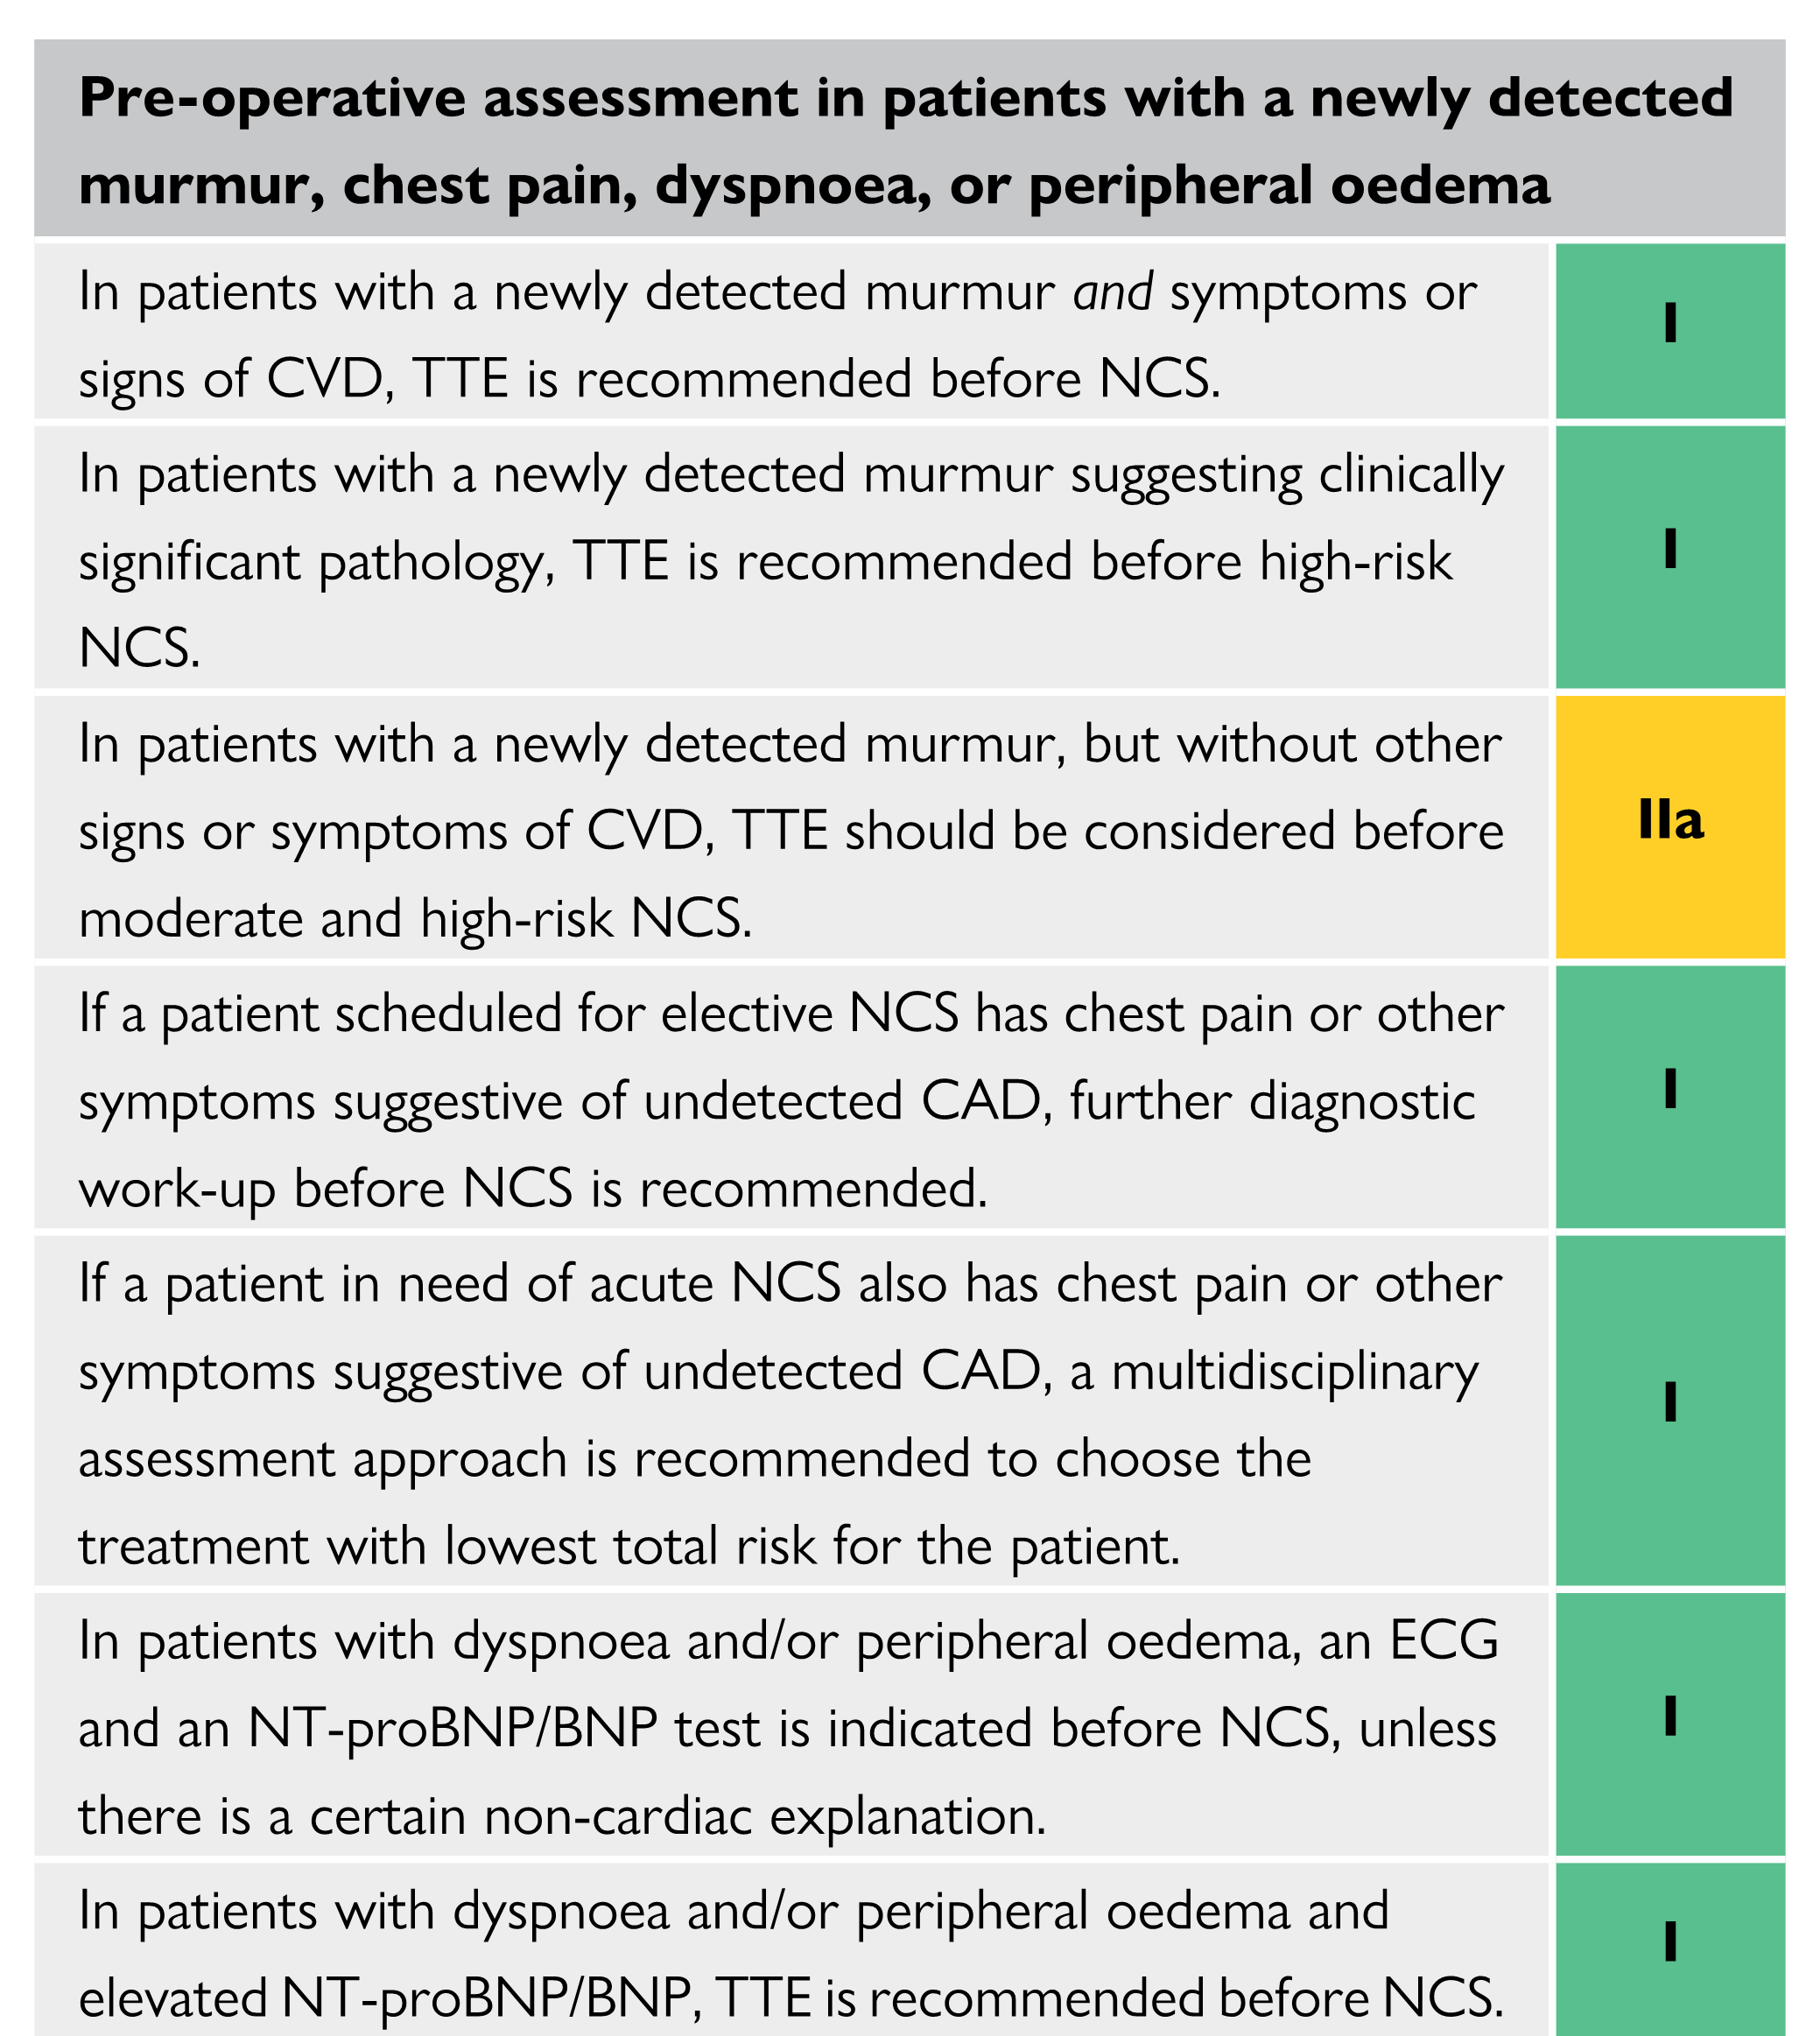 Pre-operative assessment in patients with a newly detected
murmur, chest pain, dyspnoea, or peripheral oedema
In patients with a newly detected murmur and symptoms or
signs of CVD, TTE is recommended before NCS.
I
In patients with a newly detected murmur suggesting clinically
significant pathology, TTE is recommended before high-risk
NCS.
I
In patients with a newly detected murmur, but without other
signs or symptoms of CVD, TTE should be considered before
moderate and high-risk NCS.
IIa
If a patient scheduled for elective NCS has chest pain or other
symptoms suggestive of undetected CAD, further diagnostic
work-up before NCS is recommended.
I
If a patient in need of acute NCS also has chest pain or other
symptoms suggestive of undetected CAD, a multidisciplinary
assessment approach is recommended to choose the
treatment with lowest total risk for the patient.
I
In patients with dyspnoea and/or peripheral oedema, an ECG
and an NT-proBNP/BNP test is indicated before NCS, unless
there is a certain non-cardiac explanation.
I
In patients with dyspnoea and/or peripheral oedema and
elevated NT-proBNP/BNP, TTE is recommended before NCS.
I